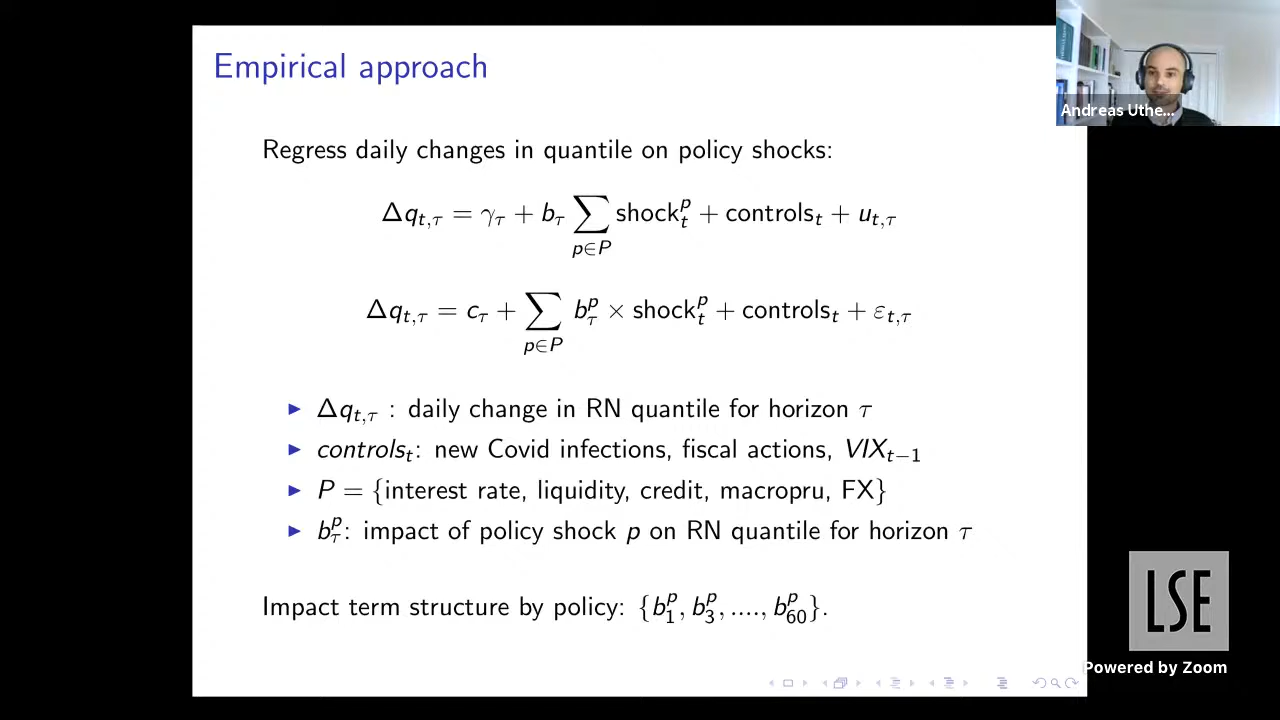 Empirical approach
Andreas Uthe...
Regress daily changes in quantile on policy shocks:
Δq_{t,τ} = γ_τ + b_τ ∑_{p∈P} shock_t^p + controls_t + u_{t,τ}
Δq_{t,τ} = c_τ + ∑_{p∈P} b_τ^p × shock_t^p + controls_t + ε_{t,τ}
▶ Δq_{t,τ} : daily change in RN quantile for horizon τ
▶ controls_t: new Covid infections, fiscal actions, VIX_{t−1}
▶ P = {interest rate, liquidity, credit, macropru, FX}
▶ b_τ^p: impact of policy shock p on RN quantile for horizon τ
Impact term structure by policy: {b_1^p, b_3^p, ...., b_{60}^p}.
LSE
Powered by Zoom